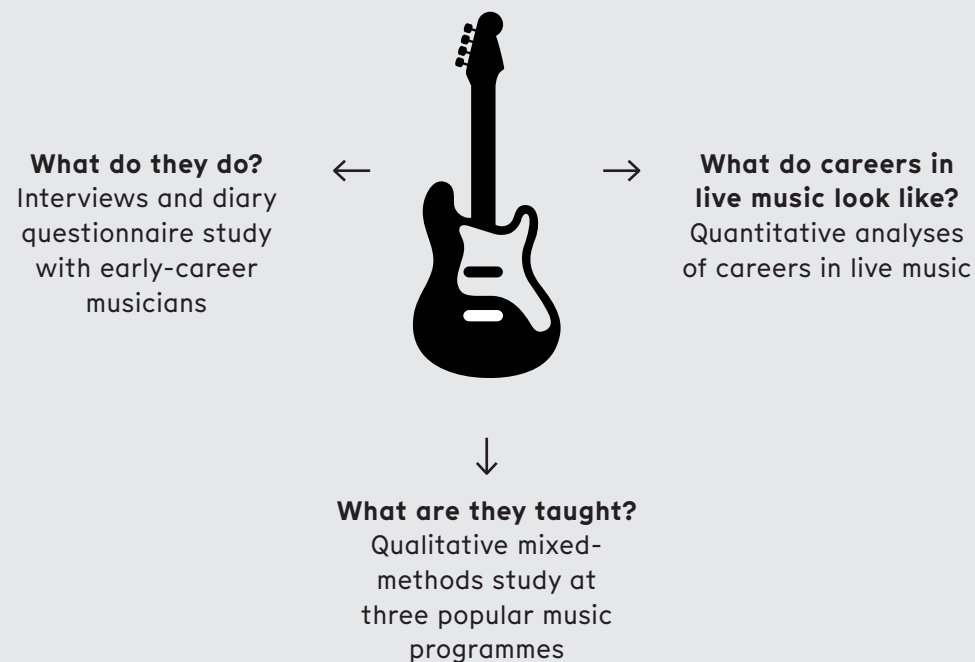 What do they do?
Interviews and diary
questionnaire study
with early-career
musicians
What do careers in
live music look like?
Quantitative analyses
of careers in live music
What are they taught?
Qualitative mixed-
methods study at
three popular music
programmes